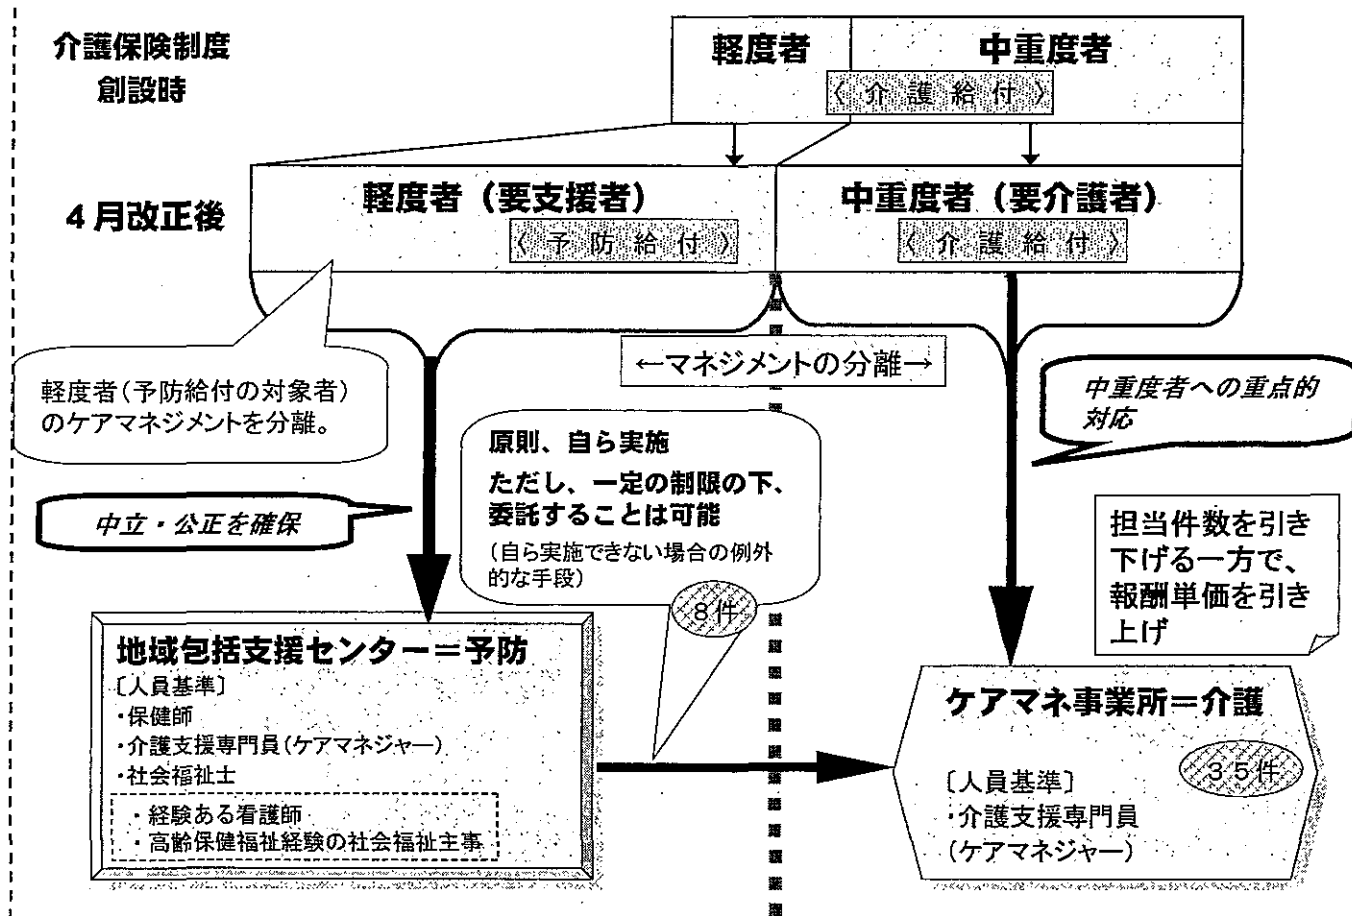 介護保険制度
創設時
軽度者
中重度者
〈介護給付〉
4月改正後
軽度者（要支援者）
〈予防給付〉
中重度者（要介護者）
〈介護給付〉
←マネジメントの分離→
軽度者(予防給付の対象者)
のケアマネジメントを分離。
中重度者への重点的
対応
原則、自ら実施
ただし、一定の制限の下、
委託することは可能
(自ら実施できない場合の例外
的な手段)
8件
中立・公正を確保
担当件数を引き
下げる一方で、
報酬単価を引き
上げ
地域包括支援センター＝予防
〔人員基準〕
・保健師
・介護支援専門員(ケアマネジャー)
・社会福祉士
・経験ある看護師
・高齢保健福祉経験の社会福祉主事
ケアマネ事業所＝介護
35件
〔人員基準〕
・介護支援専門員
(ケアマネジャー)